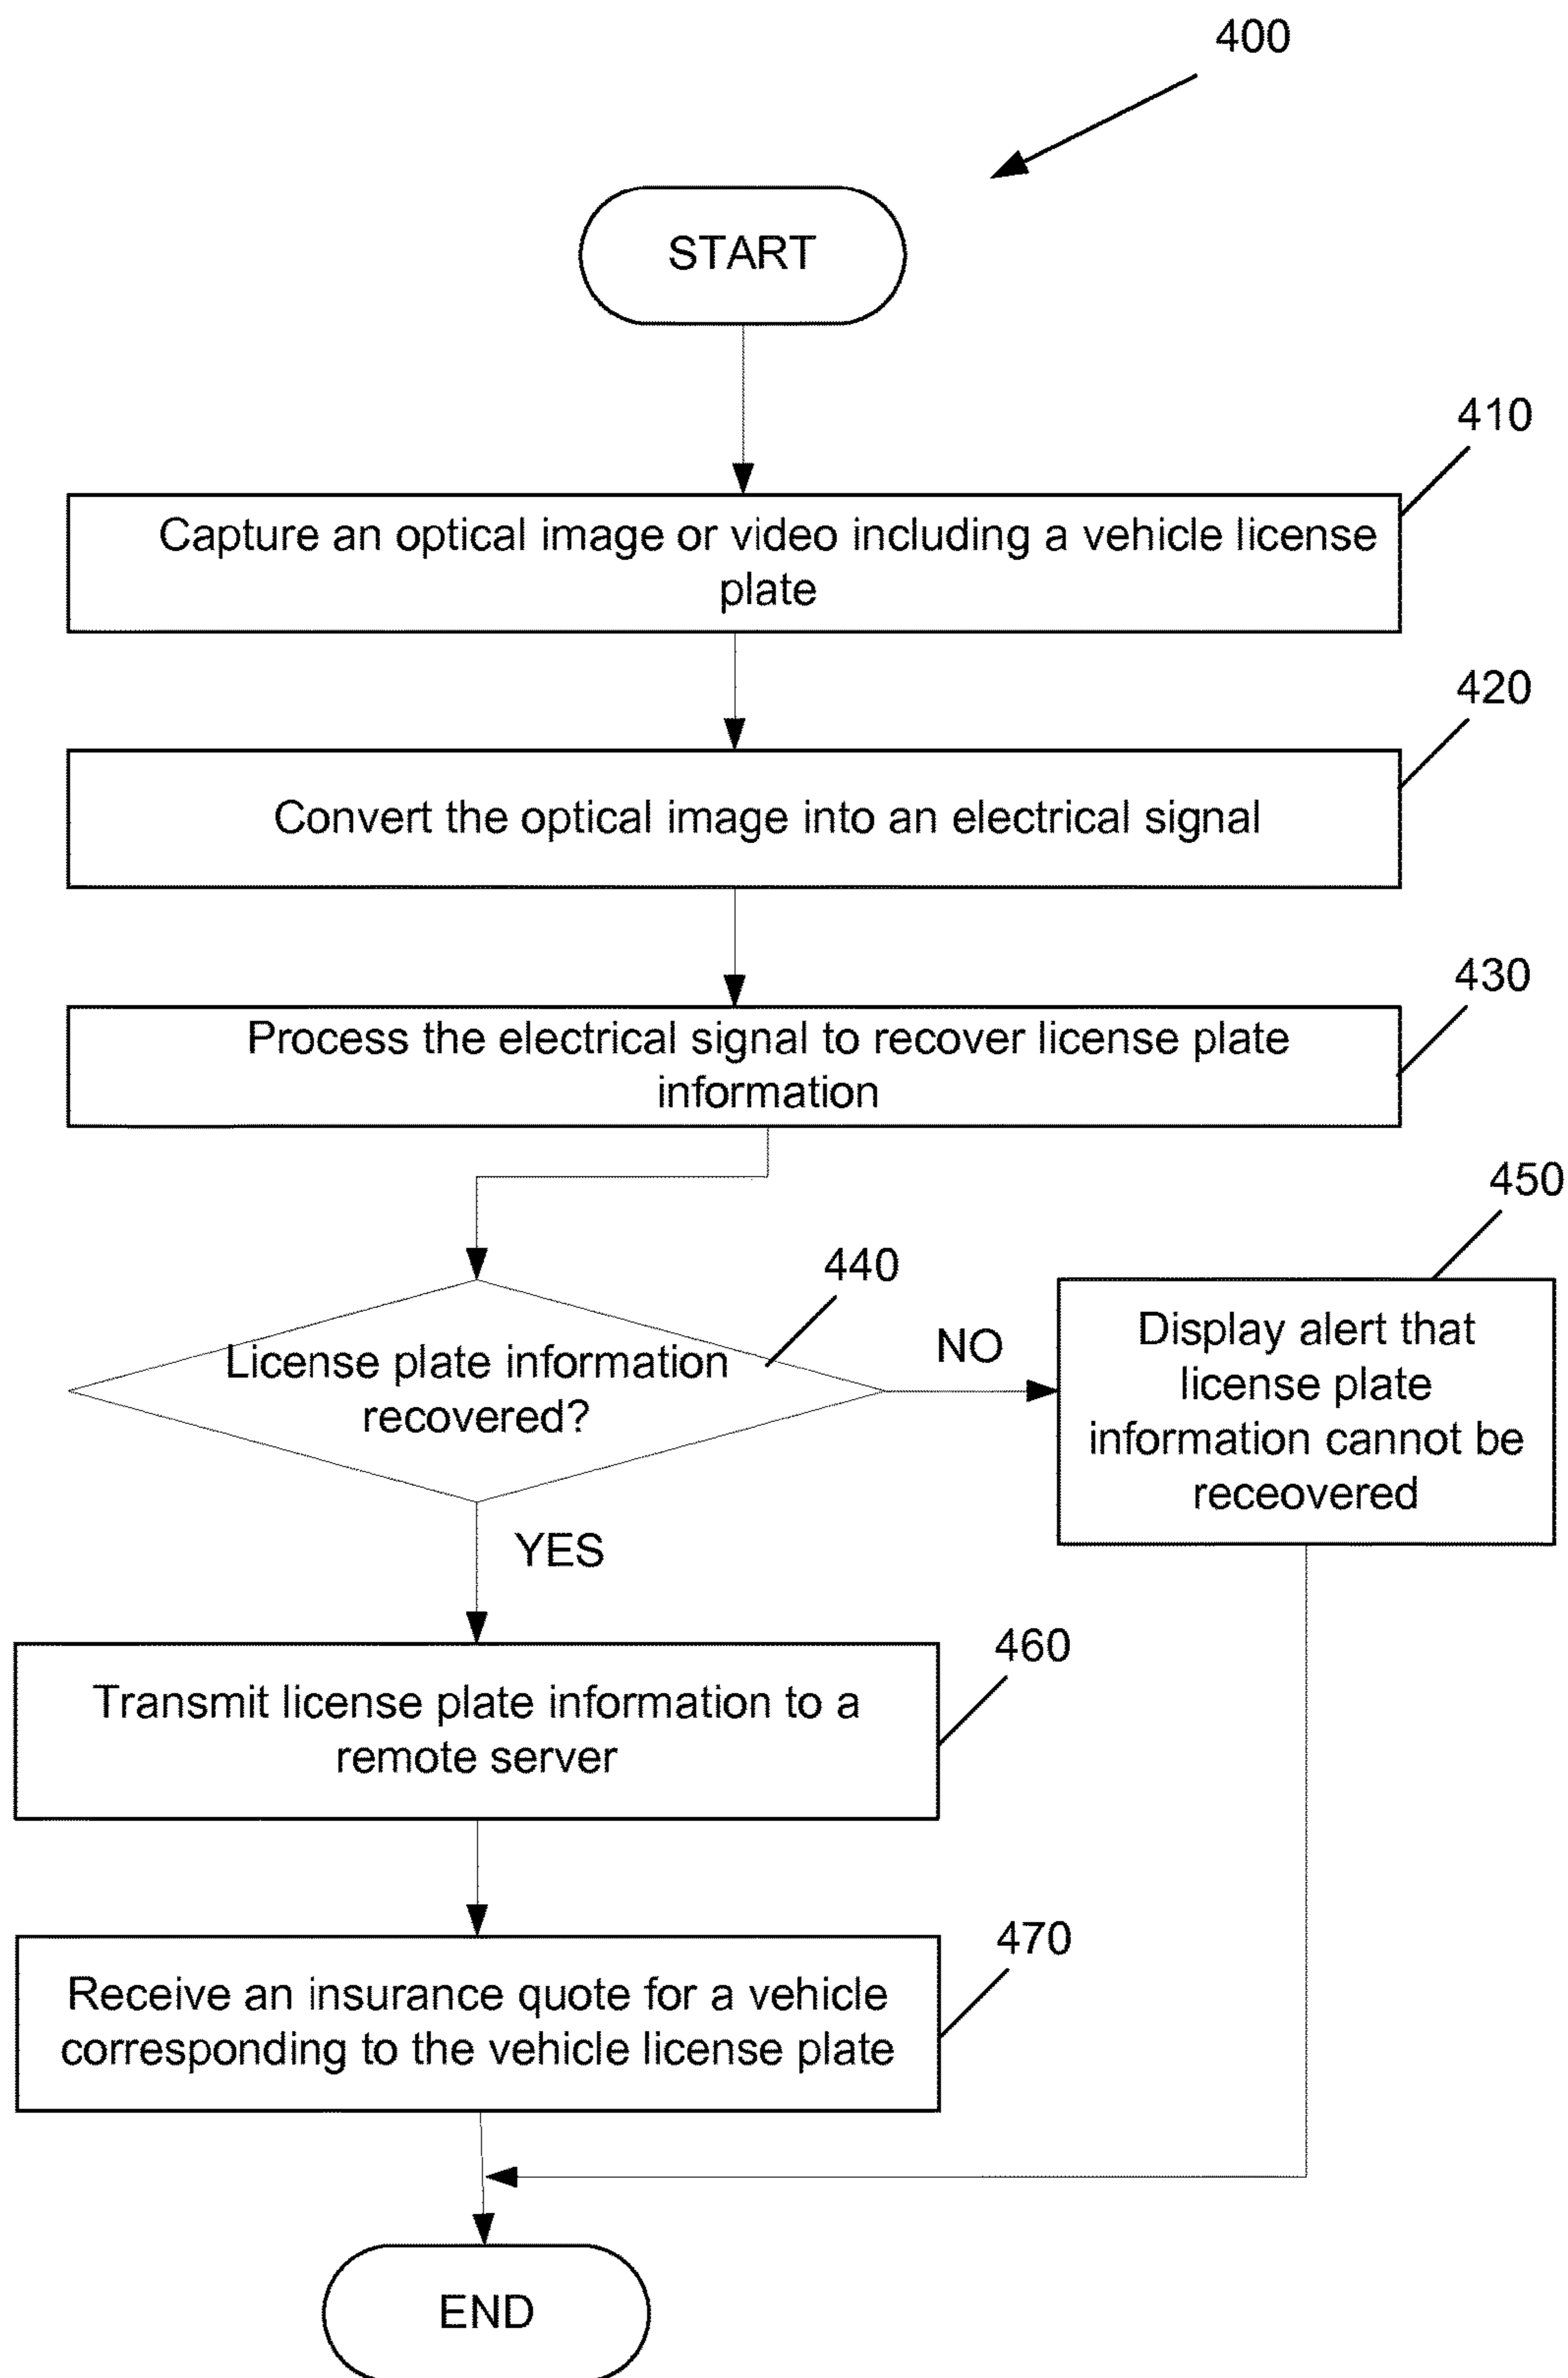 400
START
410
Capture an optical image or video including a vehicle license
plate
420
Convert the optical image into an electrical signal
430
Process the electrical signal to recover license plate
information
440
License plate information
recovered?
NO
450
Display alert that
license plate
information cannot be
receovered
YES
460
Transmit license plate information to a
remote server
470
Receive an insurance quote for a vehicle
corresponding to the vehicle license plate
END